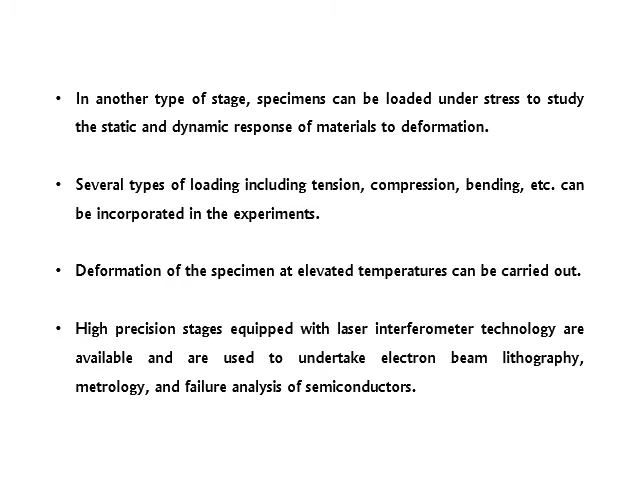 • In another type of stage, specimens can be loaded under stress to study
the static and dynamic response of materials to deformation.
• Several types of loading including tension, compression, bending, etc. can
be incorporated in the experiments.
• Deformation of the specimen at elevated temperatures can be carried out.
• High precision stages equipped with laser interferometer technology are
available and are used to undertake electron beam lithography,
metrology, and failure analysis of semiconductors.